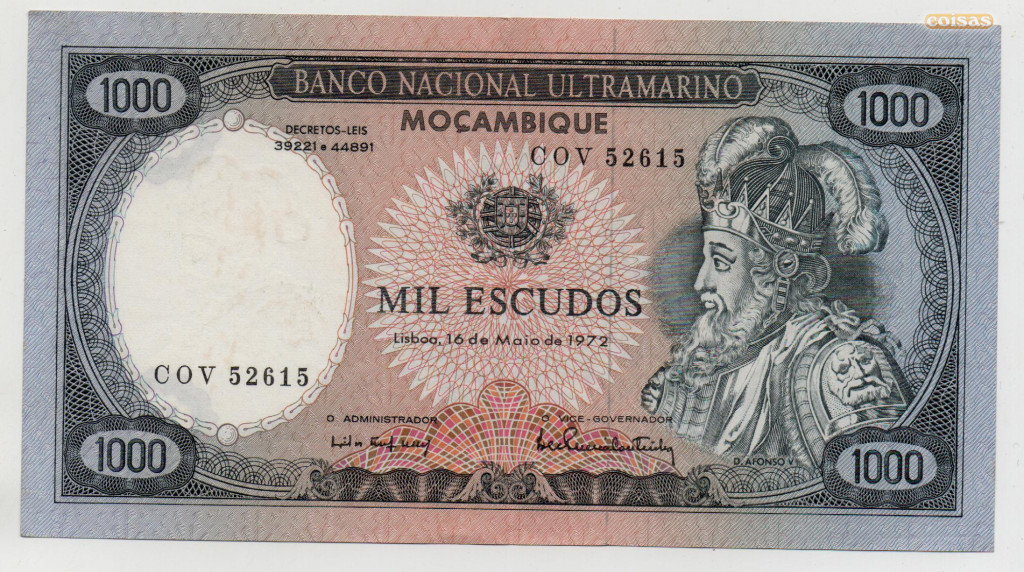 coisas
1000
BANCO NACIONAL ULTRAMARINO
1000
DECRETOS-LEIS
39221 e 44891
MOÇAMBIQUE
COV 52615
MIL ESCUDOS
Lisboa, 16 de Maio de 1972
COV 52615
O ADMINISTRADOR
O VICE-GOVERNADOR
1000
D. AFONSO V
1000